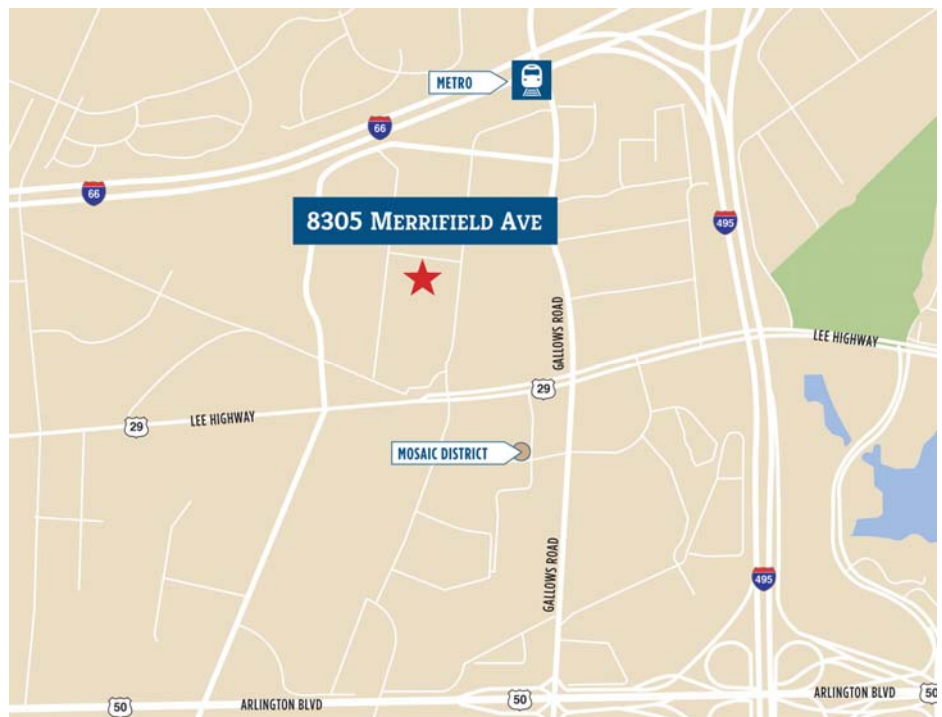 METRO
66
66
8305 MERRIFIELD AVE
495
GALLOWS ROAD
LEE HIGHWAY
29
LEE HIGHWAY
29
MOSAIC DISTRICT
GALLOWS ROAD
495
50
ARLINGTON BLVD
50
ARLINGTON BLVD
50